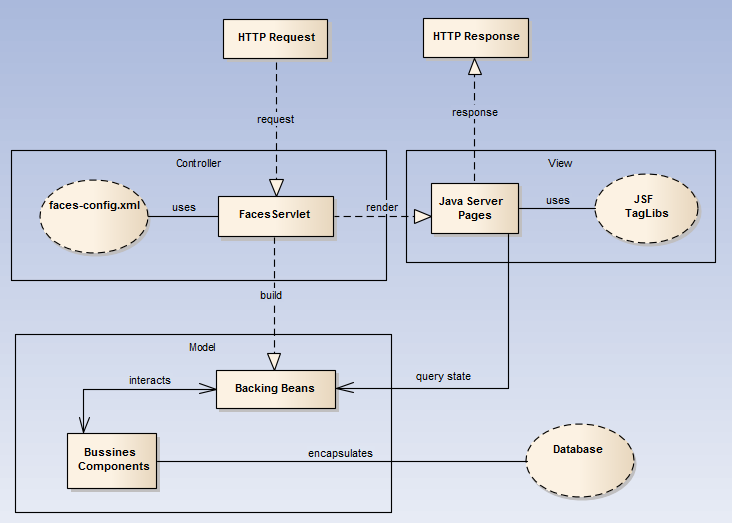 HTTP Request
HTTP Response
request
response
Controller
View
faces-config.xml
uses
FacesServlet
render
Java Server
Pages
uses
JSF
TagLibs
build
Model
interacts
Backing Beans
query state
Bussines
Components
encapsulates
Database